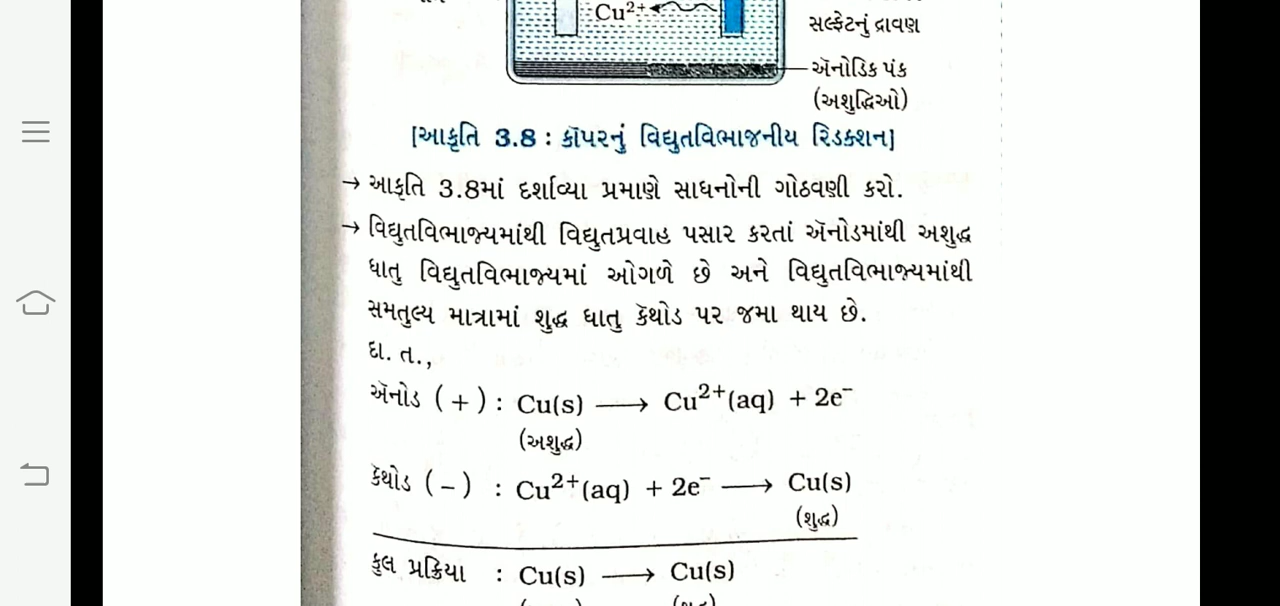 Cu²⁺
સલ્ફેટનું દ્રાવણ
ઍનોડિક પંક
(અશુદ્ધિઓ)
[આકૃતિ 3.8 : કૉપરનું વિદ્યુતવિભાજનીય રિડક્શન]
→ આકૃતિ 3.8માં દર્શાવ્યા પ્રમાણે સાધનોની ગોઠવણી કરો.
→ વિદ્યુતવિભાજ્યમાંથી વિદ્યુતપ્રવાહ પસાર કરતાં ઍનોડમાંથી અશુદ્ધ
ધાતુ વિદ્યુતવિભાજ્યમાં ઓગળે છે અને વિદ્યુતવિભાજ્યમાંથી
સમતુલ્ય માત્રામાં શુદ્ધ ધાતુ કૅથોડ પર જમા થાય છે.
દા. ત.,
ઍનોડ (+) : Cu(s) ⟶ Cu²⁺(aq) + 2e⁻
(અશુદ્ધ)
કૅથોડ (−) : Cu²⁺(aq) + 2e⁻ ⟶ Cu(s)
(શુદ્ધ)
કુલ પ્રક્રિયા : Cu(s) ⟶ Cu(s)